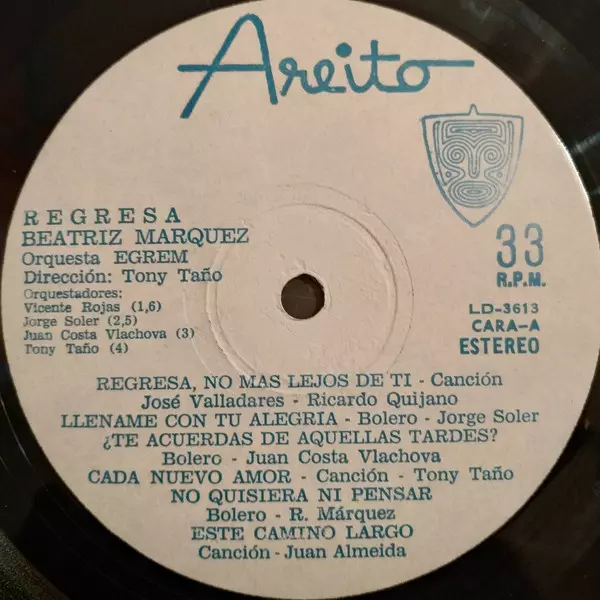 Areito
REGRESA
BEATRIZ MARQUEZ
Orquesta EGREM
Dirección: Tony Taño
Orquestadores:
Vicente Rojas (1,6)
Jorge Soler (2,5)
Juan Costa Vlachova (3)
Tony Taño (4)
33
R.P.M.
LD-3613
CARA-A
ESTEREO
REGRESA, NO MAS LEJOS DE TI - Canción
José Valladares - Ricardo Quijano
LLENAME CON TU ALEGRIA - Bolero - Jorge Soler
¿TE ACUERDAS DE AQUELLAS TARDES?
Bolero - Juan Costa Vlachova
CADA NUEVO AMOR - Canción - Tony Taño
NO QUISIERA NI PENSAR
Bolero - R. Márquez
ESTE CAMINO LARGO
Canción - Juan Almeida